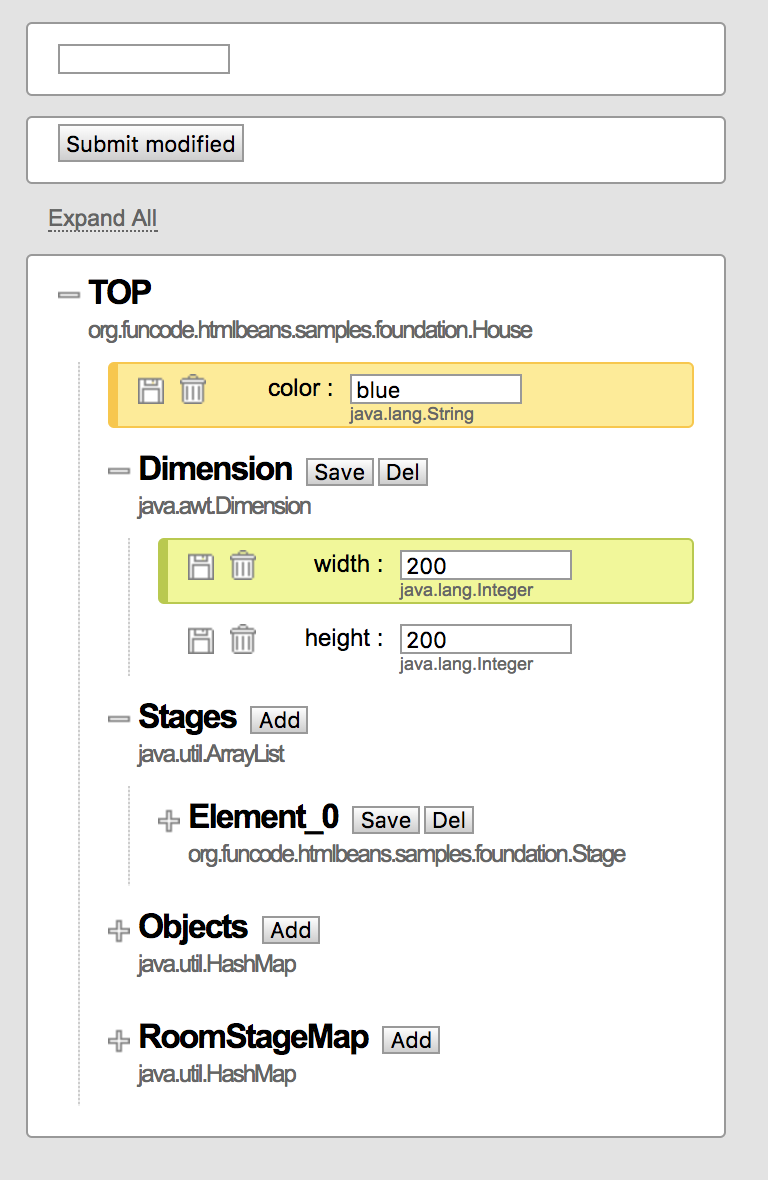 Submit modified
Expand All
TOP
org.funcode.htmlbeans.samples.foundation.House
color : blue
java.lang.String
Dimension Save Del
java.awt.Dimension
width : 200
java.lang.Integer
height : 200
java.lang.Integer
Stages Add
java.util.ArrayList
Element_0 Save Del
org.funcode.htmlbeans.samples.foundation.Stage
Objects Add
java.util.HashMap
RoomStageMap Add
java.util.HashMap